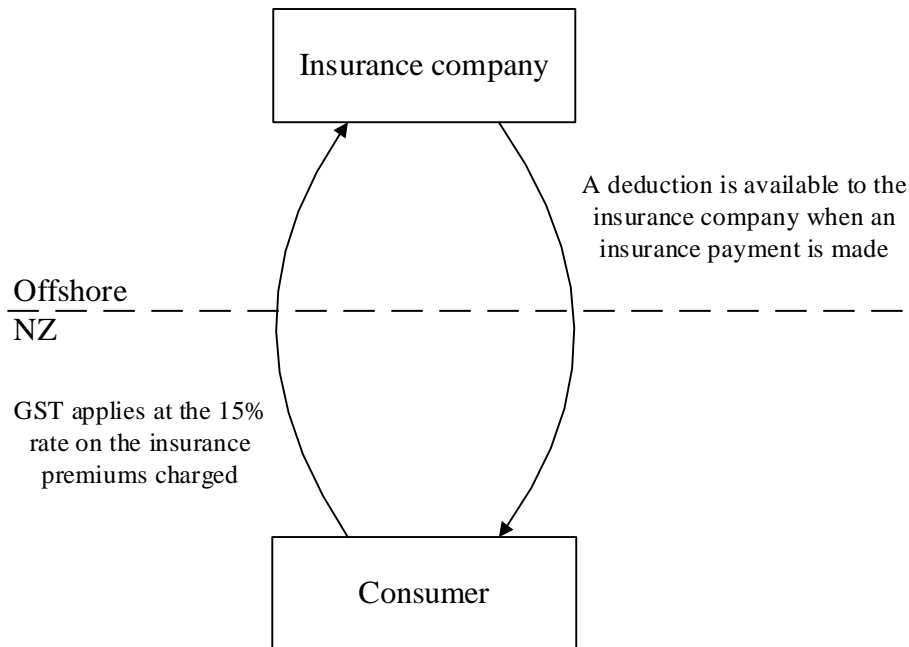 Insurance company
A deduction is available to the
insurance company when an
insurance payment is made
Offshore
NZ
GST applies at the 15%
rate on the insurance
premiums charged
Consumer